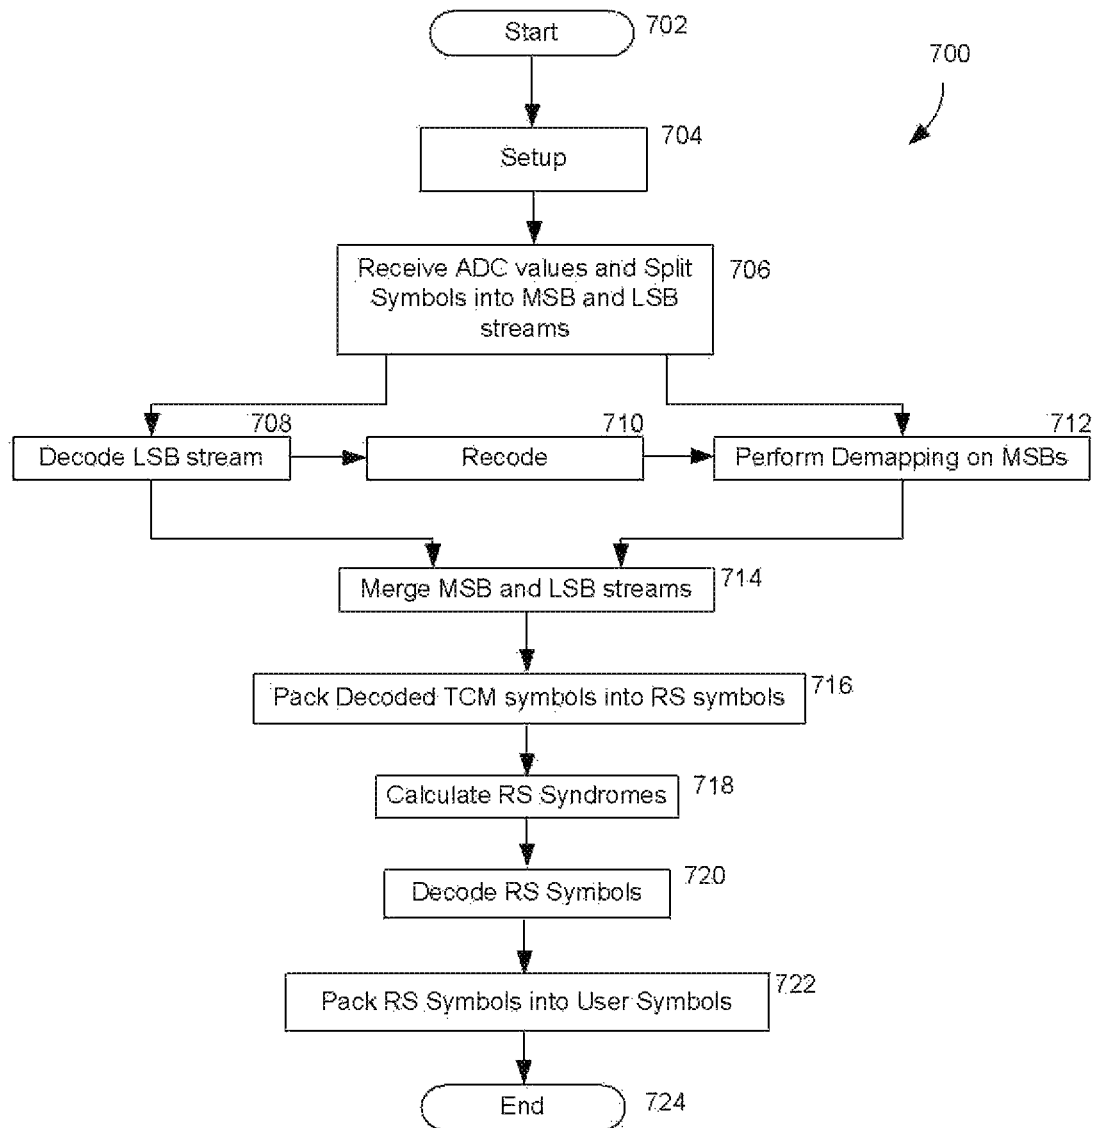 Start
702
700
Setup
704
Receive ADC values and Split
Symbols into MSB and LSB
streams
706
Decode LSB stream
708
Recode
710
Perform Demapping on MSBs
712
Merge MSB and LSB streams
714
Pack Decoded TCM symbols into RS symbols
716
Calculate RS Syndromes
718
Decode RS Symbols
720
Pack RS Symbols into User Symbols
722
End
724